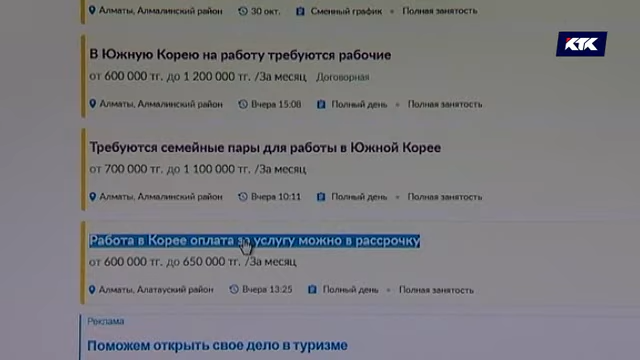 Алматы, Алмалинский район 30 окт. Сменный график Полная занятость
КТК
В Южную Корею на работу требуются рабочие
от 600 000 тг. до 1 200 000 тг. /За месяц Договорная
Алматы, Алмалинский район Вчера 15:08 Полный день Полная занятость
Требуются семейные пары для работы в Южной Корее
от 700 000 тг. до 1 100 000 тг. /За месяц
Алматы, Алмалинский район Вчера 10:11 Полный день Полная занятость
Работа в Корее оплата за услугу можно в рассрочку
от 600 000 тг. до 650 000 тг. /За месяц
Алматы, Алатауский район Вчера 13:25 Полный день Полная занятость
Реклама
Поможем открыть свое дело в туризме